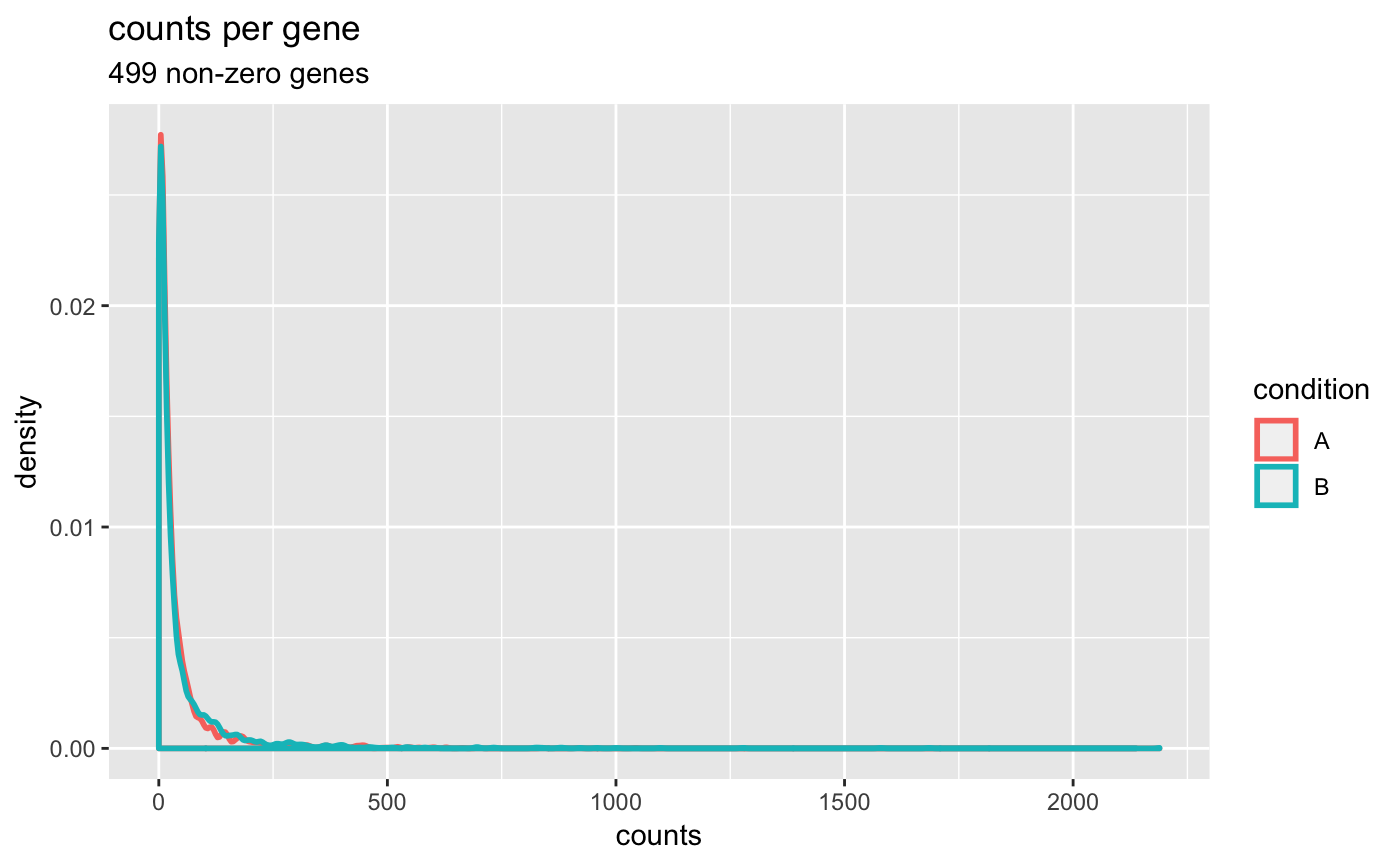 counts per gene
499 non-zero genes
density
0.02
0.01
0.00
0
500
1000
1500
2000
counts
condition
A
B